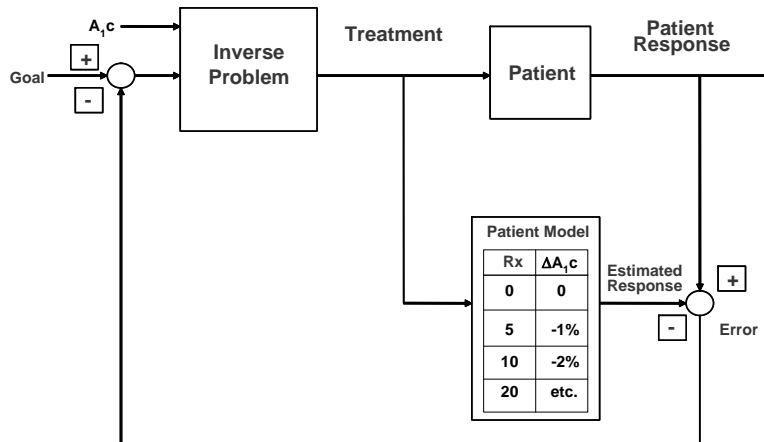 A₁c
Goal
+
-
Inverse
Problem
Treatment
Patient
Patient
Response
Patient Model
Rx ΔA₁c
0 0
5 -1%
10 -2%
20 etc.
Estimated
Response
+
-
Error